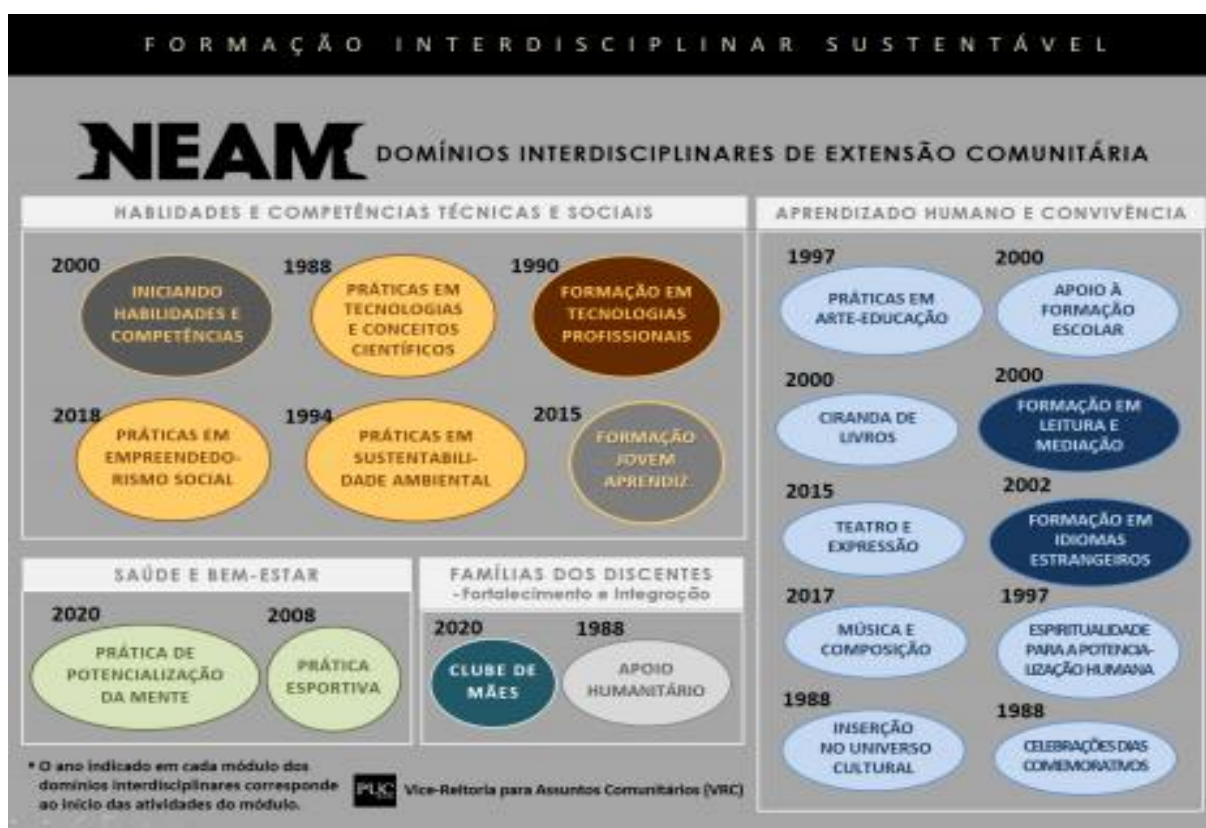 FORMAÇÃO INTERDISCIPLINAR SUSTENTÁVEL
NEAM DOMÍNIOS INTERDISCIPLINARES DE EXTENSÃO COMUNITÁRIA
HABLIDADES E COMPETÊNCIAS TÉCNICAS E SOCIAIS
2000
INICIANDO
HABILIDADES E
COMPETÊNCIAS
1988
PRÁTICAS EM
TECNOLOGIAS
E CONCEITOS
CIENTÍFICOS
1990
FORMAÇÃO EM
TECNOLOGIAS
PROFISSIONAIS
2018
PRÁTICAS EM
EMPREENDEDO-
RISMO SOCIAL
1994
PRÁTICAS EM
SUSTENTABILI-
DADE AMBIENTAL
2015
FORMAÇÃO
JOVEM
APRENDIZ
APRENDIZADO HUMANO E CONVIVÊNCIA
1997
PRÁTICAS EM
ARTE-EDUCAÇÃO
2000
APOIO À
FORMAÇÃO
ESCOLAR
2000
CIRANDA DE
LIVROS
2000
FORMAÇÃO EM
LEITURA E
MEDIAÇÃO
2015
TEATRO E
EXPRESSÃO
2002
FORMAÇÃO EM
IDIOMAS
ESTRANGEIROS
2017
MÚSICA E
COMPOSIÇÃO
1997
ESPIRITUALIDADE
PARA A POTENCIA-
LIZAÇÃO HUMANA
1988
INSERÇÃO
NO UNIVERSO
CULTURAL
1988
CELEBRAÇÕES DIAS
COMEMORATIVOS
SAÚDE E BEM-ESTAR
2020
PRÁTICA DE
POTENCIALIZAÇÃO
DA MENTE
2008
PRÁTICA
ESPORTIVA
FAMÍLIAS DOS DISCENTES
-Fortalecimento e Integração
2020
CLUBE DE
MÃES
1988
APOIO
HUMANITÁRIO
* O ano indicado em cada módulo dos
domínios interdisciplinares corresponde
ao início das atividades do módulo.
PUC
Vice-Reitoria para Assuntos Comunitários (VRC)